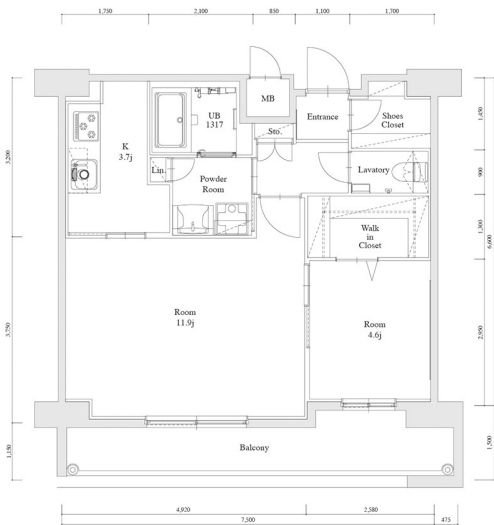 1,750
2,100
850
1,100
1,700
MB
UB
1317
Entrance
Shoes
Closet
K
3.7j
Sto.
Lin.
Powder
Room
Lavatory
Walk
in
Closet
Room
11.9j
Room
4.6j
Balcony
3,200
3,750
1,150
1,450
900
1,300
6,600
2,950
1,500
4,920
2,580
7,500
475